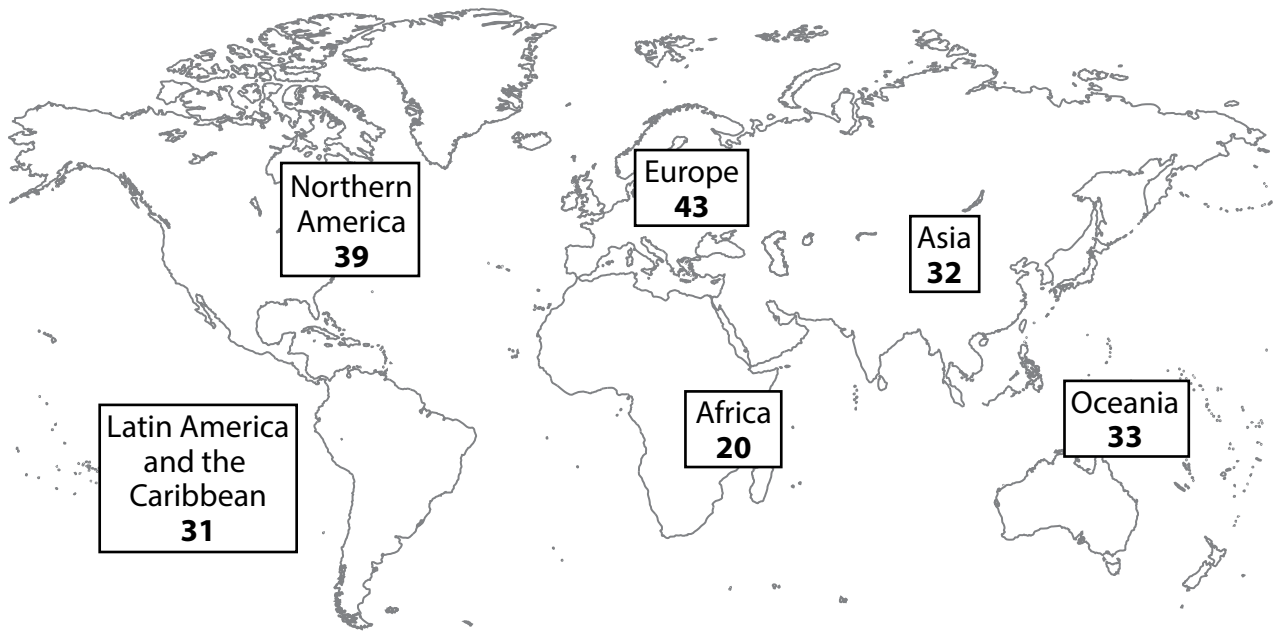 Northern
America
39
Europe
43
Asia
32
Latin America
and the
Caribbean
31
Africa
20
Oceania
33